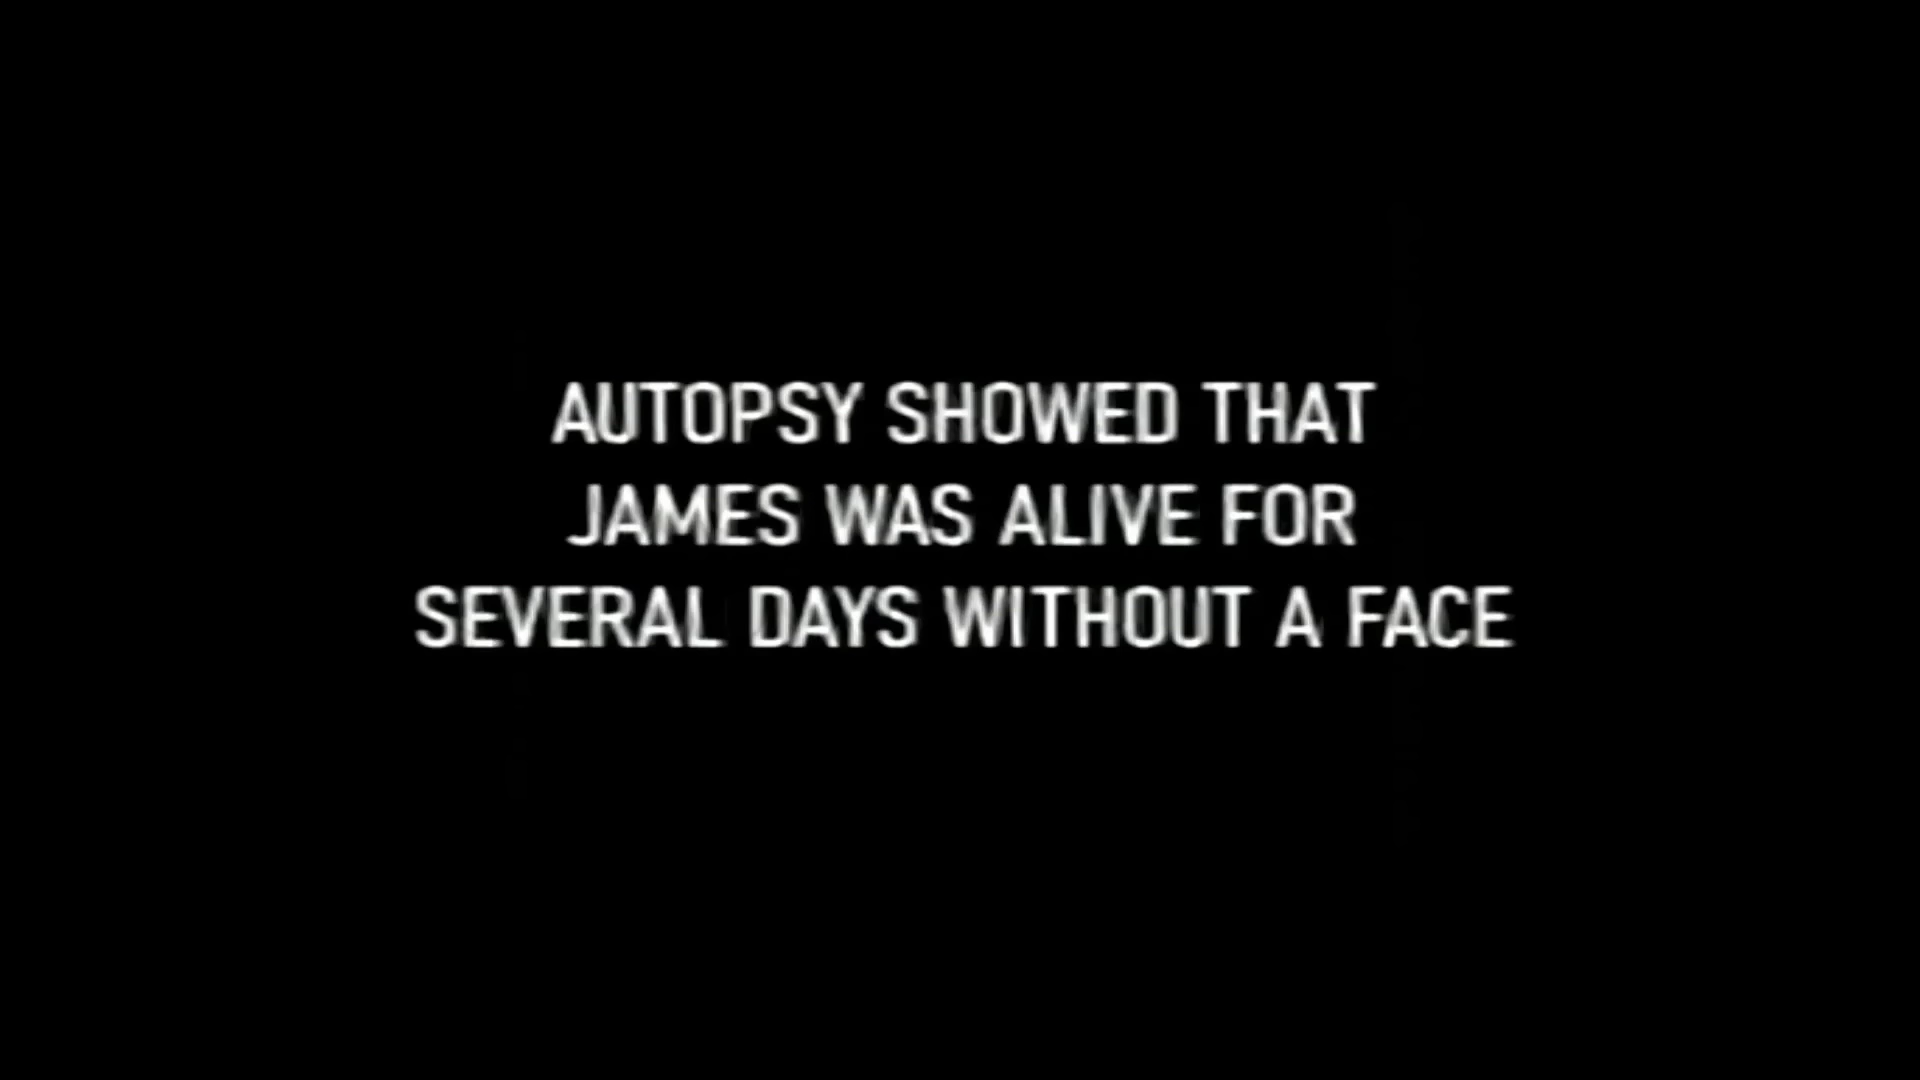 AUTOPSY SHOWED THAT
JAMES WAS ALIVE FOR
SEVERAL DAYS WITHOUT A FACE